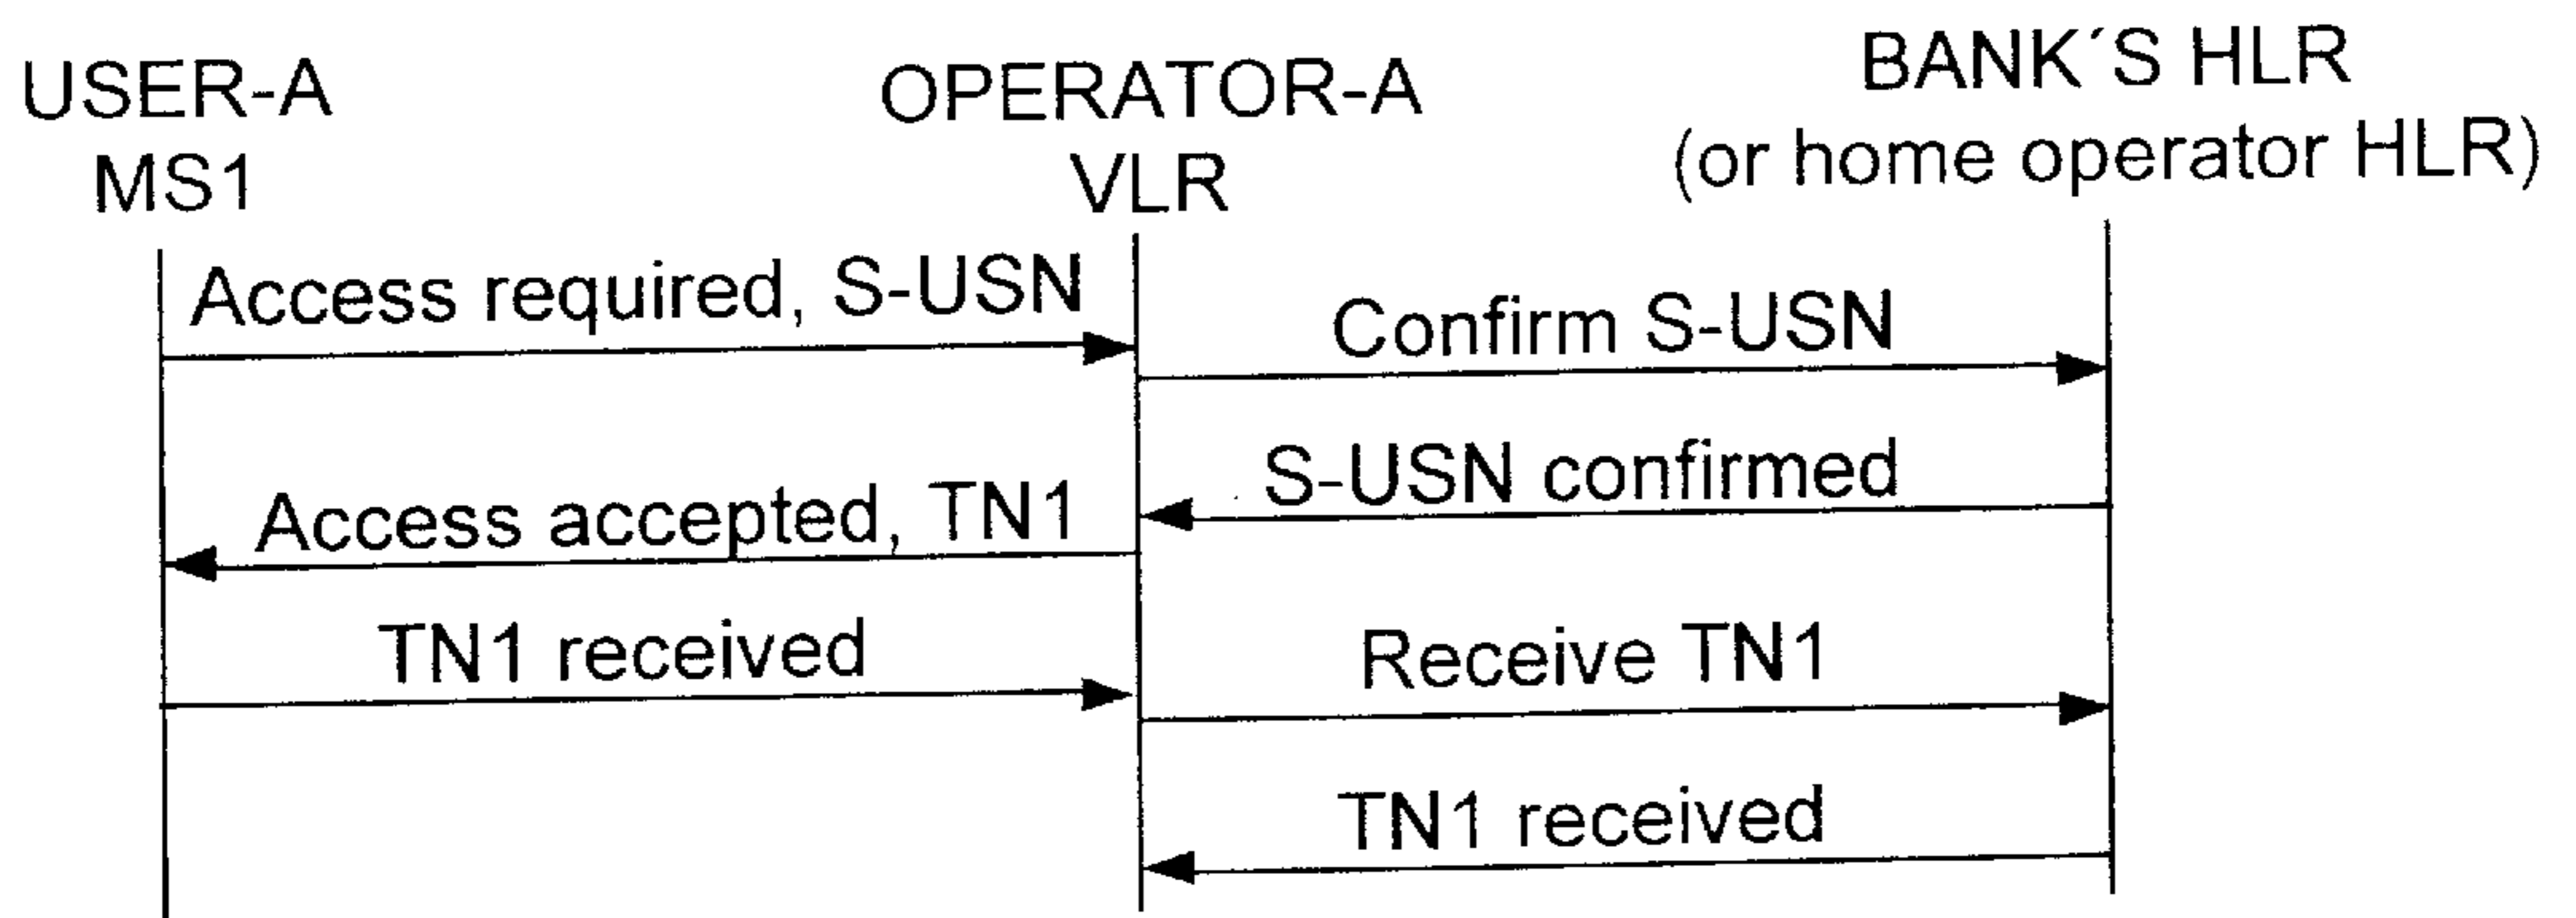 USER-A
MS1
OPERATOR-A
VLR
BANK´S HLR
(or home operator HLR)
Access required, S-USN
Confirm S-USN
S-USN confirmed
Access accepted, TN1
TN1 received
Receive TN1
TN1 received